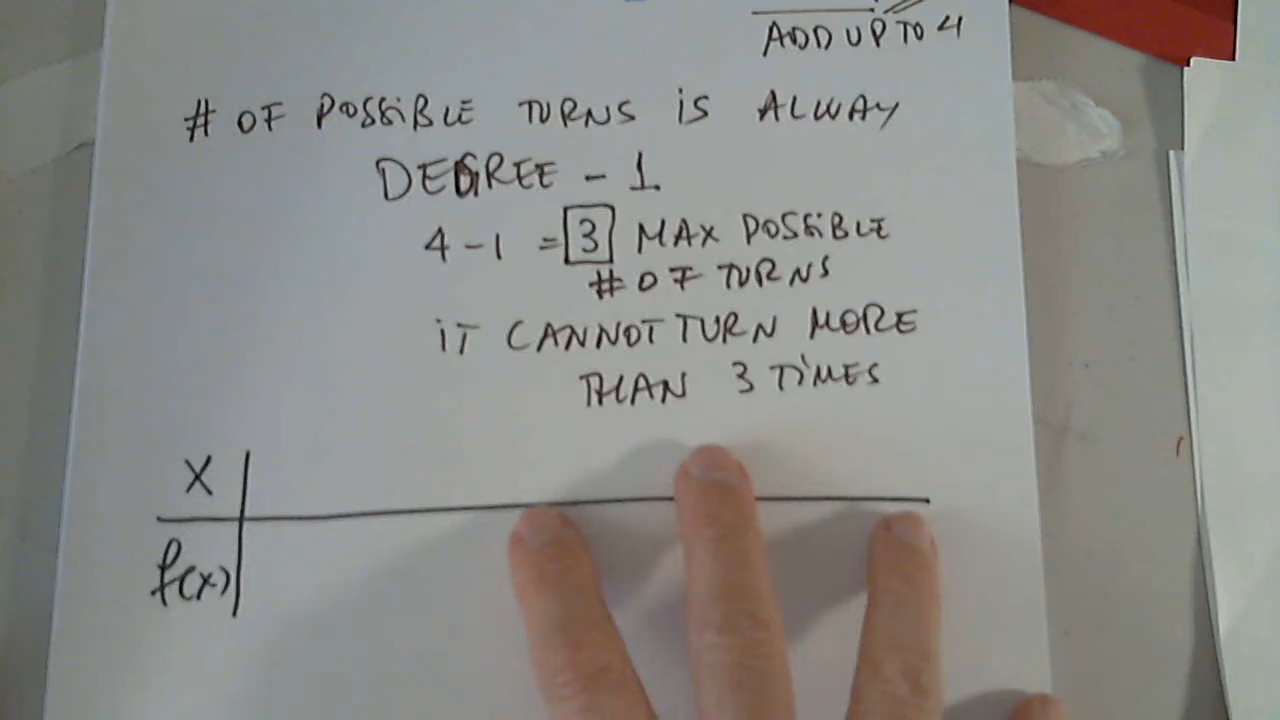 ADD UP TO 4
# OF POSSIBLE TURNS IS ALWAY
DEGREE - 1
4 - 1 = 3 MAX POSSIBLE
# OF TURNS
IT CANNOT TURN MORE
THAN 3 TIMES
X
f(x)